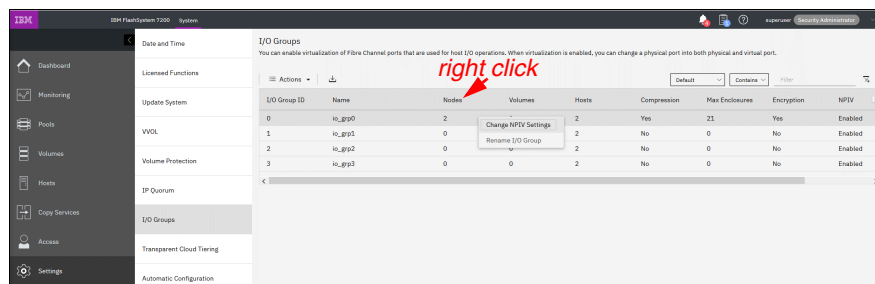 IBM
IBM FlashSystem 7200 System
superuser Security Administrator
Dashboard
Monitoring
Pools
Volumes
Hosts
Copy Services
Access
Settings
Date and Time
Licensed Functions
Update System
VVOL
Volume Protection
IP Quorum
I/O Groups
Transparent Cloud Tiering
Automatic Configuration
I/O Groups
You can enable virtualization of Fibre Channel ports that are used for host I/O operations. When virtualization is enabled, you can change a physical port into both physical and virtual port.
right click
Actions
Default Contains Filter
I/O Group ID Name Nodes Volumes Hosts Compression Max Enclosures Encryption NPIV
0 io_grp0 2 2 Yes 21 Yes Enabled
Change NPIV Settings
1 io_grp1 0 2 No 0 No Enabled
Rename I/O Group
2 io_grp2 0 0 2 No 0 No Enabled
3 io_grp3 0 0 2 No 0 No Enabled